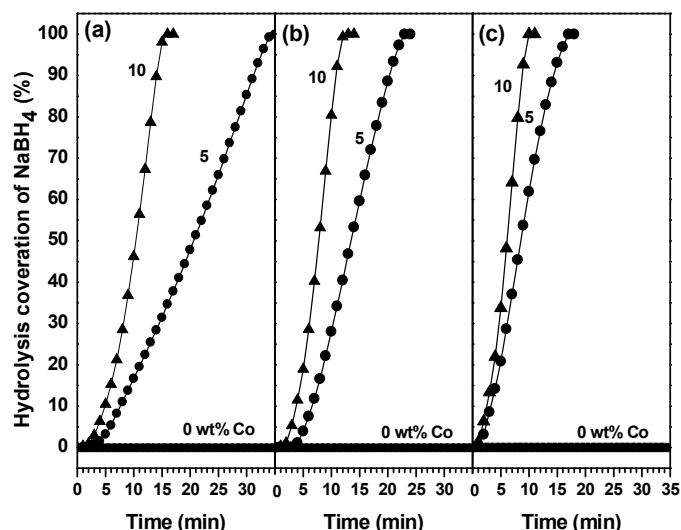 (a)
(b)
(c)
Hydrolysis coveration of NaBH4 (%)
100
90
80
70
60
50
40
30
20
10
0
10
5
0 wt% Co
10
5
0 wt% Co
10
5
0 wt% Co
0 5 10 15 20 25 30 0 5 10 15 20 25 30 0 5 10 15 20 25 30 35
Time (min) Time (min) Time (min)